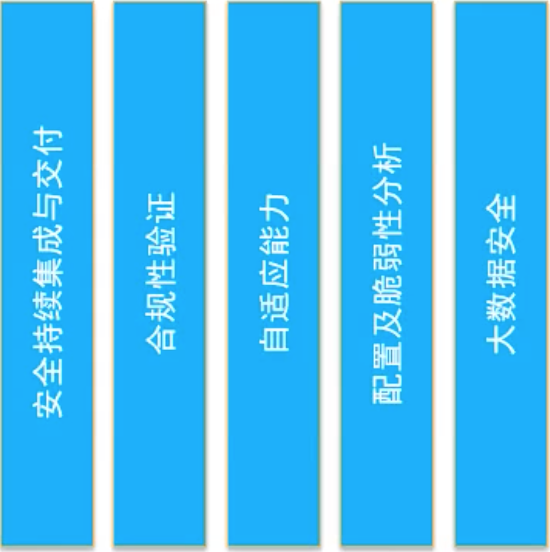 安全持续集成与交付
合规性验证
自适应能力
配置及脆弱性分析
大数据安全